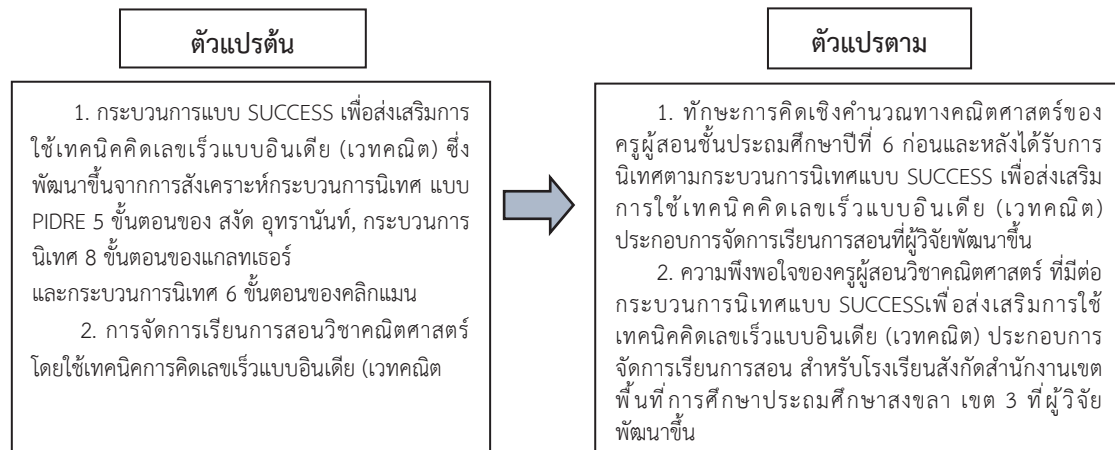 ตัวแปรต้น
1. กระบวนการแบบ SUCCESS เพื่อส่งเสริมการ
ใช้เทคนิคคิดเลขเร็วแบบอินเดีย (เวทคณิต) ซึ่ง
พัฒนาขึ้นจากการสังเคราะห์กระบวนการนิเทศ แบบ
PIDRE 5 ขั้นตอนของ สงัด อุทรานันท์, กระบวนการ
นิเทศ 8 ขั้นตอนของแกลทเธอร์
และกระบวนการนิเทศ 6 ขั้นตอนของคลิกแมน
2. การจัดการเรียนการสอนวิชาคณิตศาสตร์
โดยใช้เทคนิคการคิดเลขเร็วแบบอินเดีย (เวทคณิต
ตัวแปรตาม
1. ทักษะการคิดเชิงคำนวณทางคณิตศาสตร์ของ
ครูผู้สอนชั้นประถมศึกษาปีที่ 6 ก่อนและหลังได้รับการ
นิเทศตามกระบวนการนิเทศแบบ SUCCESS เพื่อส่งเสริม
การใช้เทคนิคคิดเลขเร็วแบบอินเดีย (เวทคณิต)
ประกอบการจัดการเรียนการสอนที่ผู้วิจัยพัฒนาขึ้น
2. ความพึงพอใจของครูผู้สอนวิชาคณิตศาสตร์ ที่มีต่อ
กระบวนการนิเทศแบบ SUCCESSเพื่อส่งเสริมการใช้
เทคนิคคิดเลขเร็วแบบอินเดีย (เวทคณิต) ประกอบการ
จัดการเรียนการสอน สำหรับโรงเรียนสังกัดสำนักงานเขต
พื้นที่การศึกษาประถมศึกษาสงขลา เขต 3 ที่ผู้วิจัย
พัฒนาขึ้น